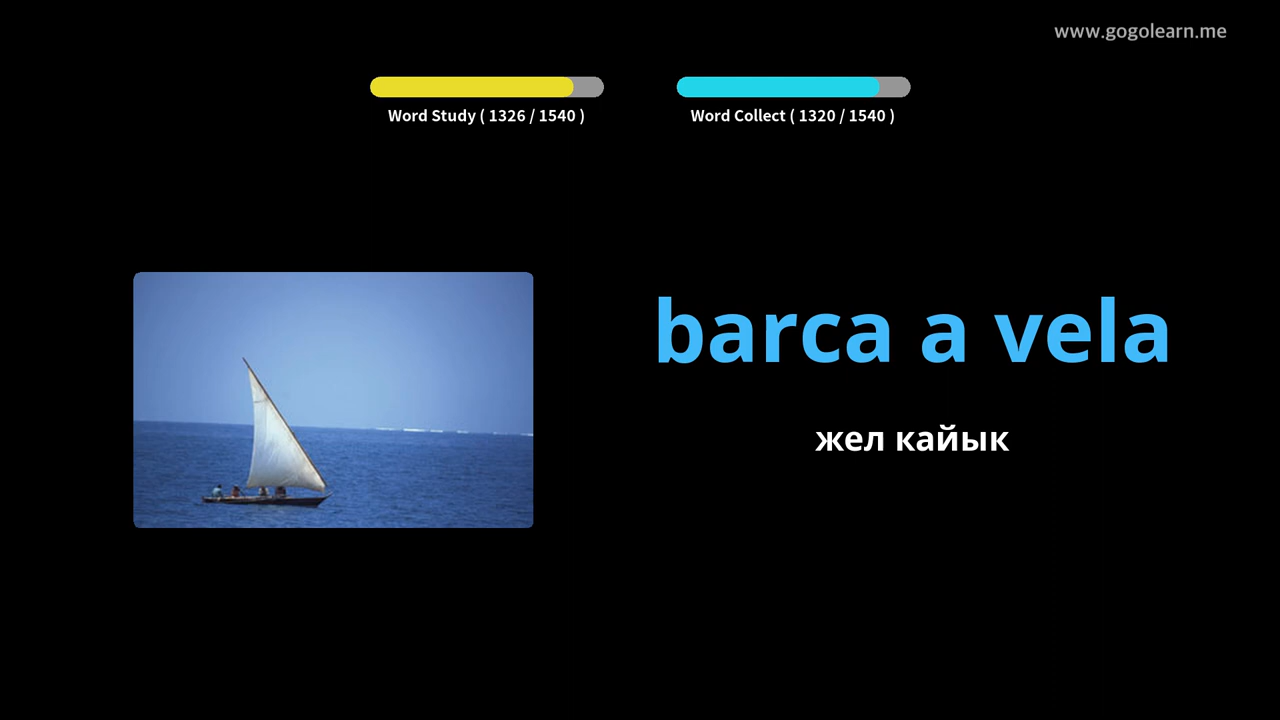 www.gogolearn.me
Word Study ( 1326 / 1540 )
Word Collect ( 1320 / 1540 )
barca a vela
жел кайык